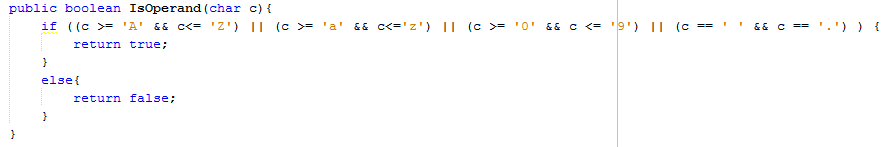 public boolean IsOperand(char c){
if ((c >= 'A' && c<= 'Z') || (c >= 'a' && c<='z') || (c >= '0' && c <= '9') || (c == ' ' && c == '.') ) {
return true;
}
else{
return false;
}
}